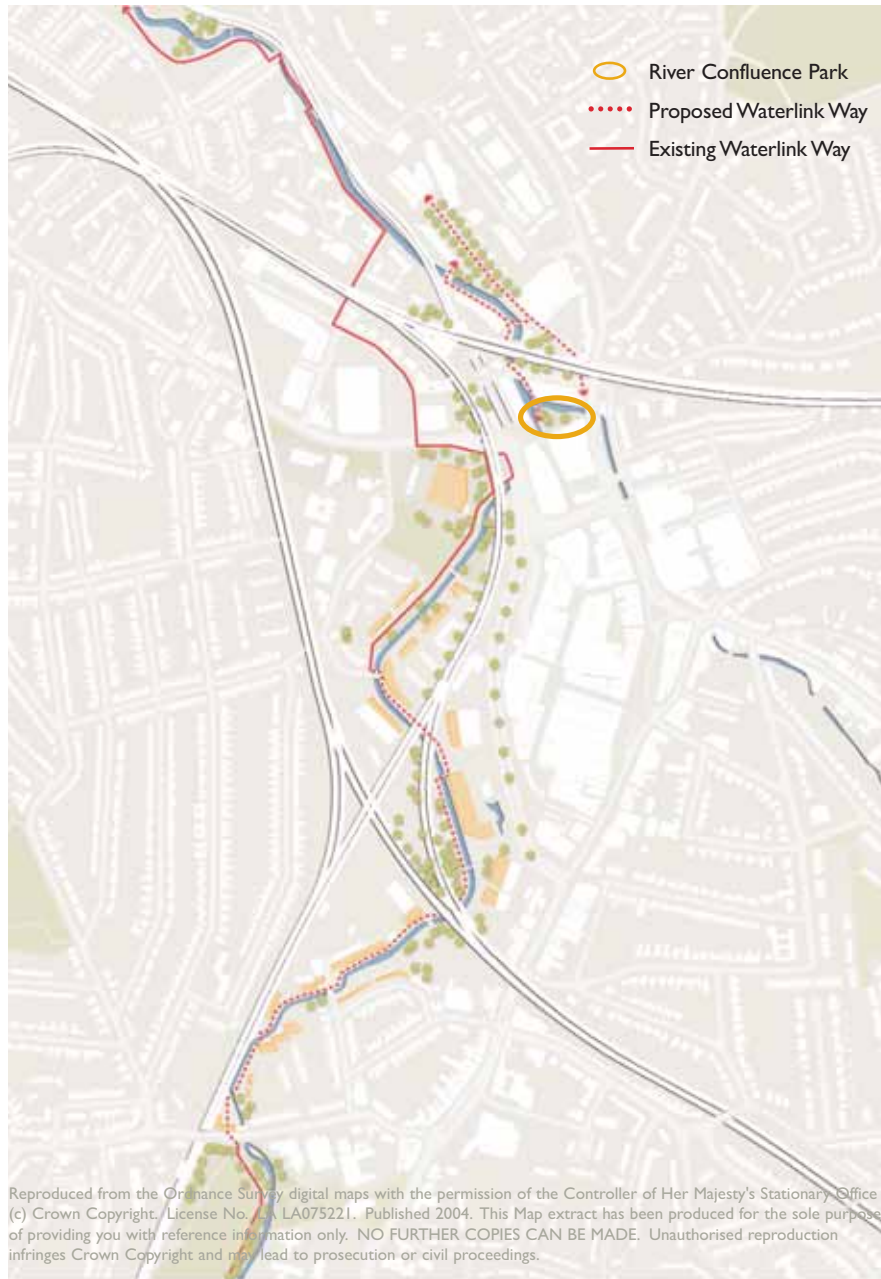 River Confluence Park
Proposed Waterlink Way
Existing Waterlink Way
Reproduced from the Ordnance Survey digital maps with the permission of the Controller of Her Majesty's Stationary Office
(c) Crown Copyright. License No. LA LA075221. Published 2004. This Map extract has been produced for the sole purpose
of providing you with reference information only. NO FURTHER COPIES CAN BE MADE. Unauthorised reproduction
infringes Crown Copyright and may lead to prosecution or civil proceedings.